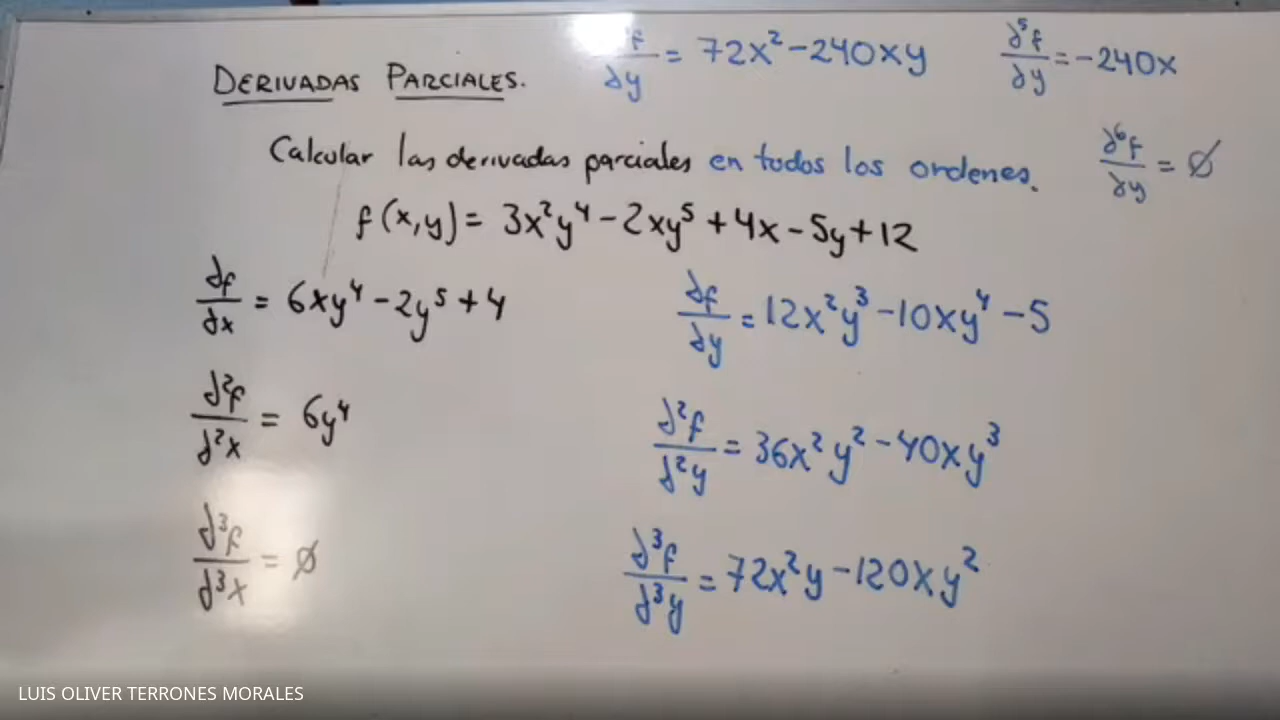 DERIVADAS PARCIALES.
∂f/∂y = 72x² - 240xy
∂⁵f/∂y = -240x
Calcular las derivadas parciales en todos los ordenes.
∂⁶f/∂y = ∅
f(x,y) = 3x²y⁴ - 2xy⁵ + 4x - 5y + 12
∂f/∂x = 6xy⁴ - 2y⁵ + 4
∂f/∂y = 12x²y³ - 10xy⁴ - 5
∂²f/∂²x = 6y⁴
∂²f/∂²y = 36x²y² - 40xy³
∂³f/∂³x = ∅
∂³f/∂³y = 72x²y - 120xy²
LUIS OLIVER TERRONES MORALES